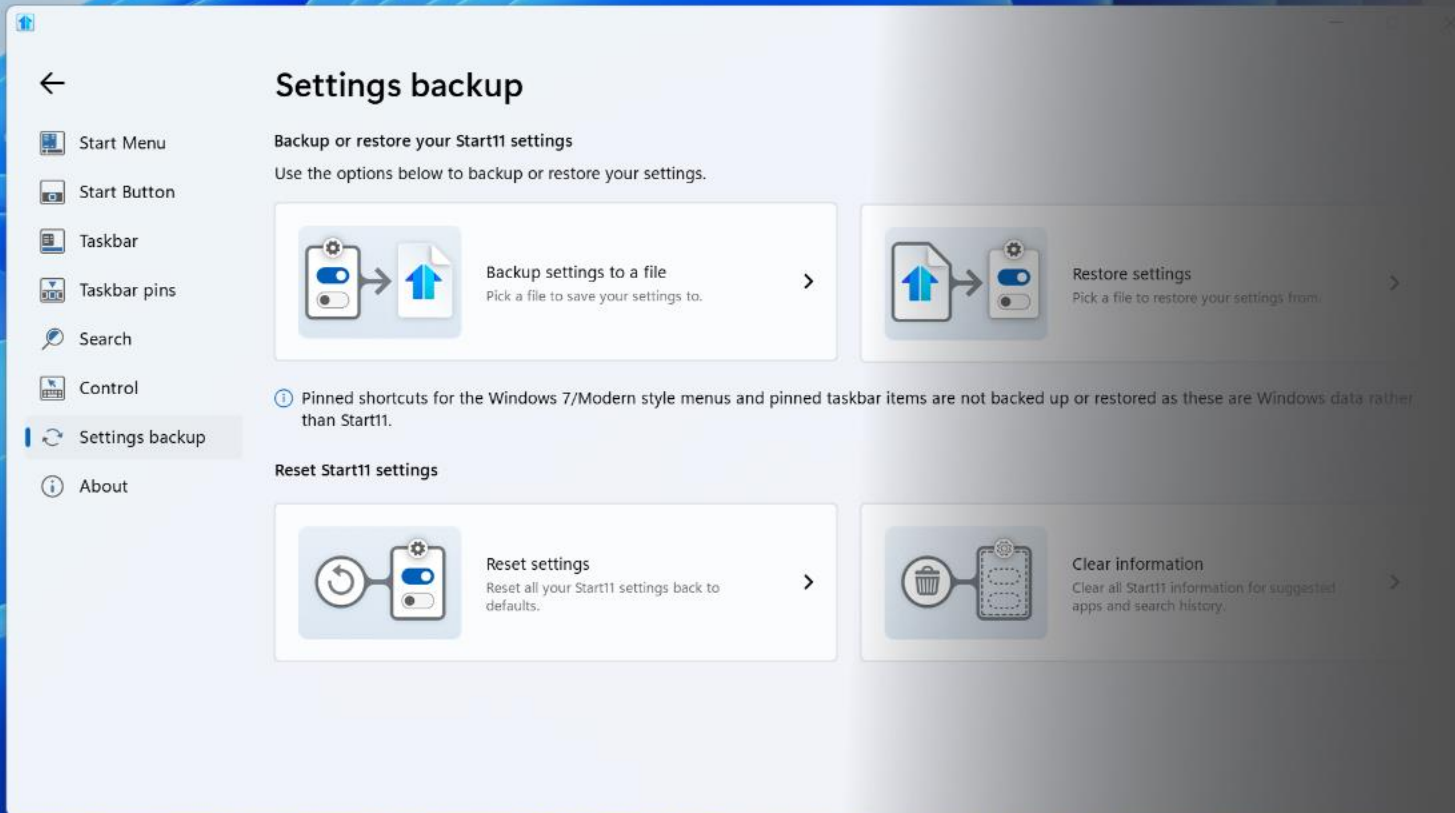 Settings backup
Start Menu
Start Button
Taskbar
Taskbar pins
Search
Control
Settings backup
About
Backup or restore your Start11 settings
Use the options below to backup or restore your settings.
Backup settings to a file
Pick a file to save your settings to.
Restore settings
Pick a file to restore your settings from.
Pinned shortcuts for the Windows 7/Modern style menus and pinned taskbar items are not backed up or restored as these are Windows data rather
than Start11.
Reset Start11 settings
Reset settings
Reset all your Start11 settings back to
defaults.
Clear information
Clear all Start11 information for suggested
apps and search history.